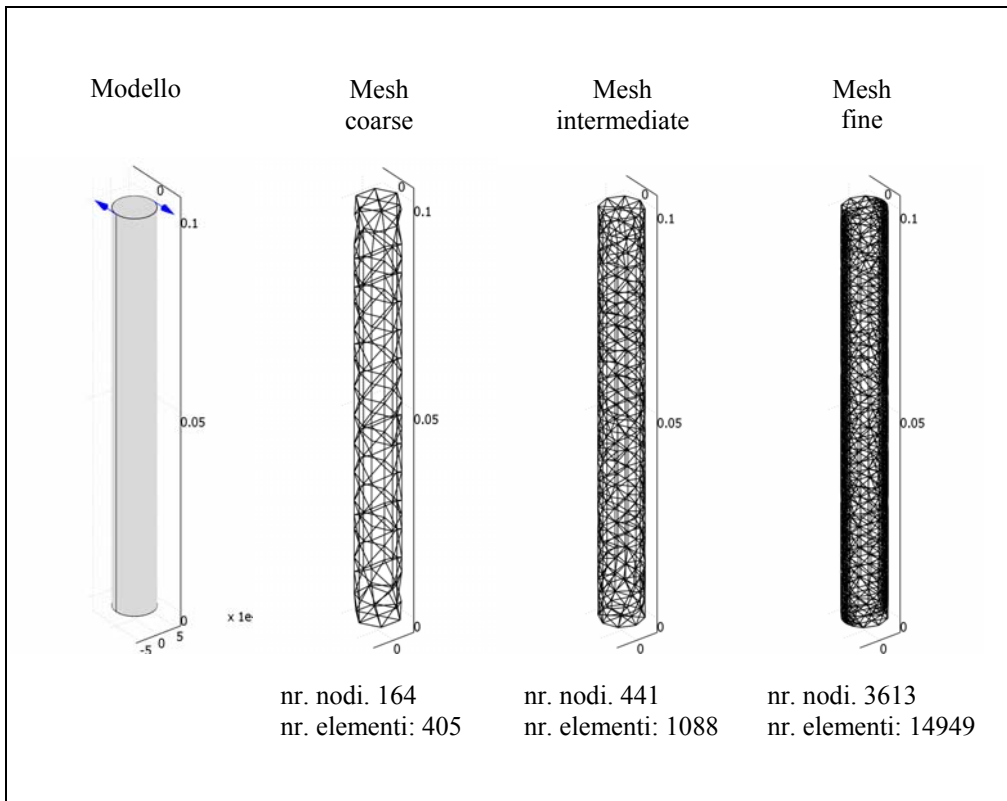 Modello
Mesh
coarse
Mesh
intermediate
Mesh
fine
0
0.1
0.05
0
x 1e-
-5 0 5
0
0.1
0.05
0
0
0
0.1
0.05
0
0
0
0.1
0.05
0
0
nr. nodi. 164
nr. elementi: 405
nr. nodi. 441
nr. elementi: 1088
nr. nodi. 3613
nr. elementi: 14949